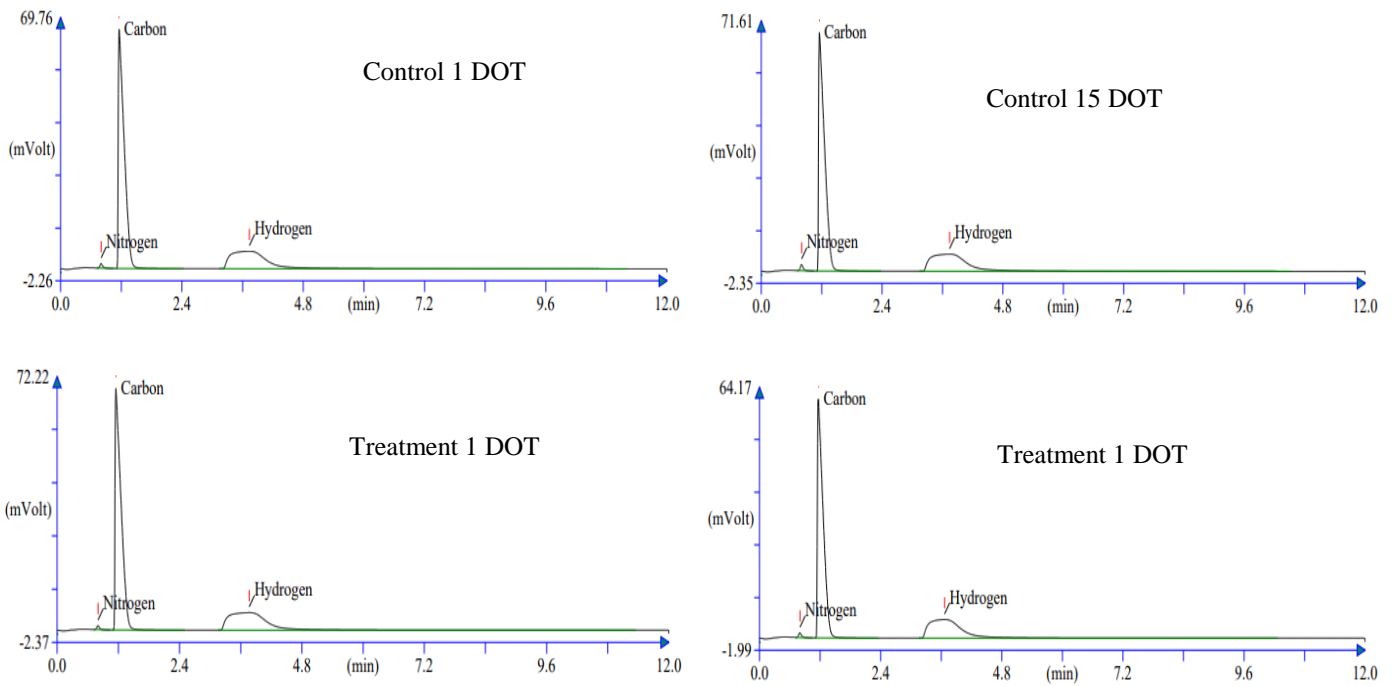 69.76
Carbon
Control 1 DOT
(mVolt)
Nitrogen
Hydrogen
-2.26
0.0 2.4 4.8 (min) 7.2 9.6 12.0
71.61
Carbon
Control 15 DOT
(mVolt)
Nitrogen
Hydrogen
-2.35
0.0 2.4 4.8 (min) 7.2 9.6 12.0
72.22
Carbon
Treatment 1 DOT
(mVolt)
Nitrogen
Hydrogen
-2.37
0.0 2.4 4.8 (min) 7.2 9.6 12.0
64.17
Carbon
Treatment 1 DOT
(mVolt)
Nitrogen
Hydrogen
-1.99
0.0 2.4 4.8 (min) 7.2 9.6 12.0